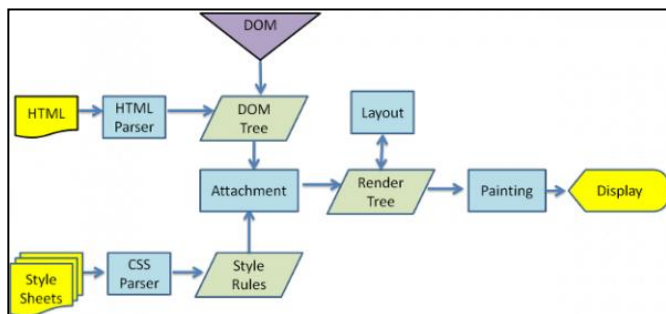 DOM
HTML
HTML
Parser
DOM
Tree
Layout
Attachment
Render
Tree
Painting
Display
Style
Sheets
CSS
Parser
Style
Rules